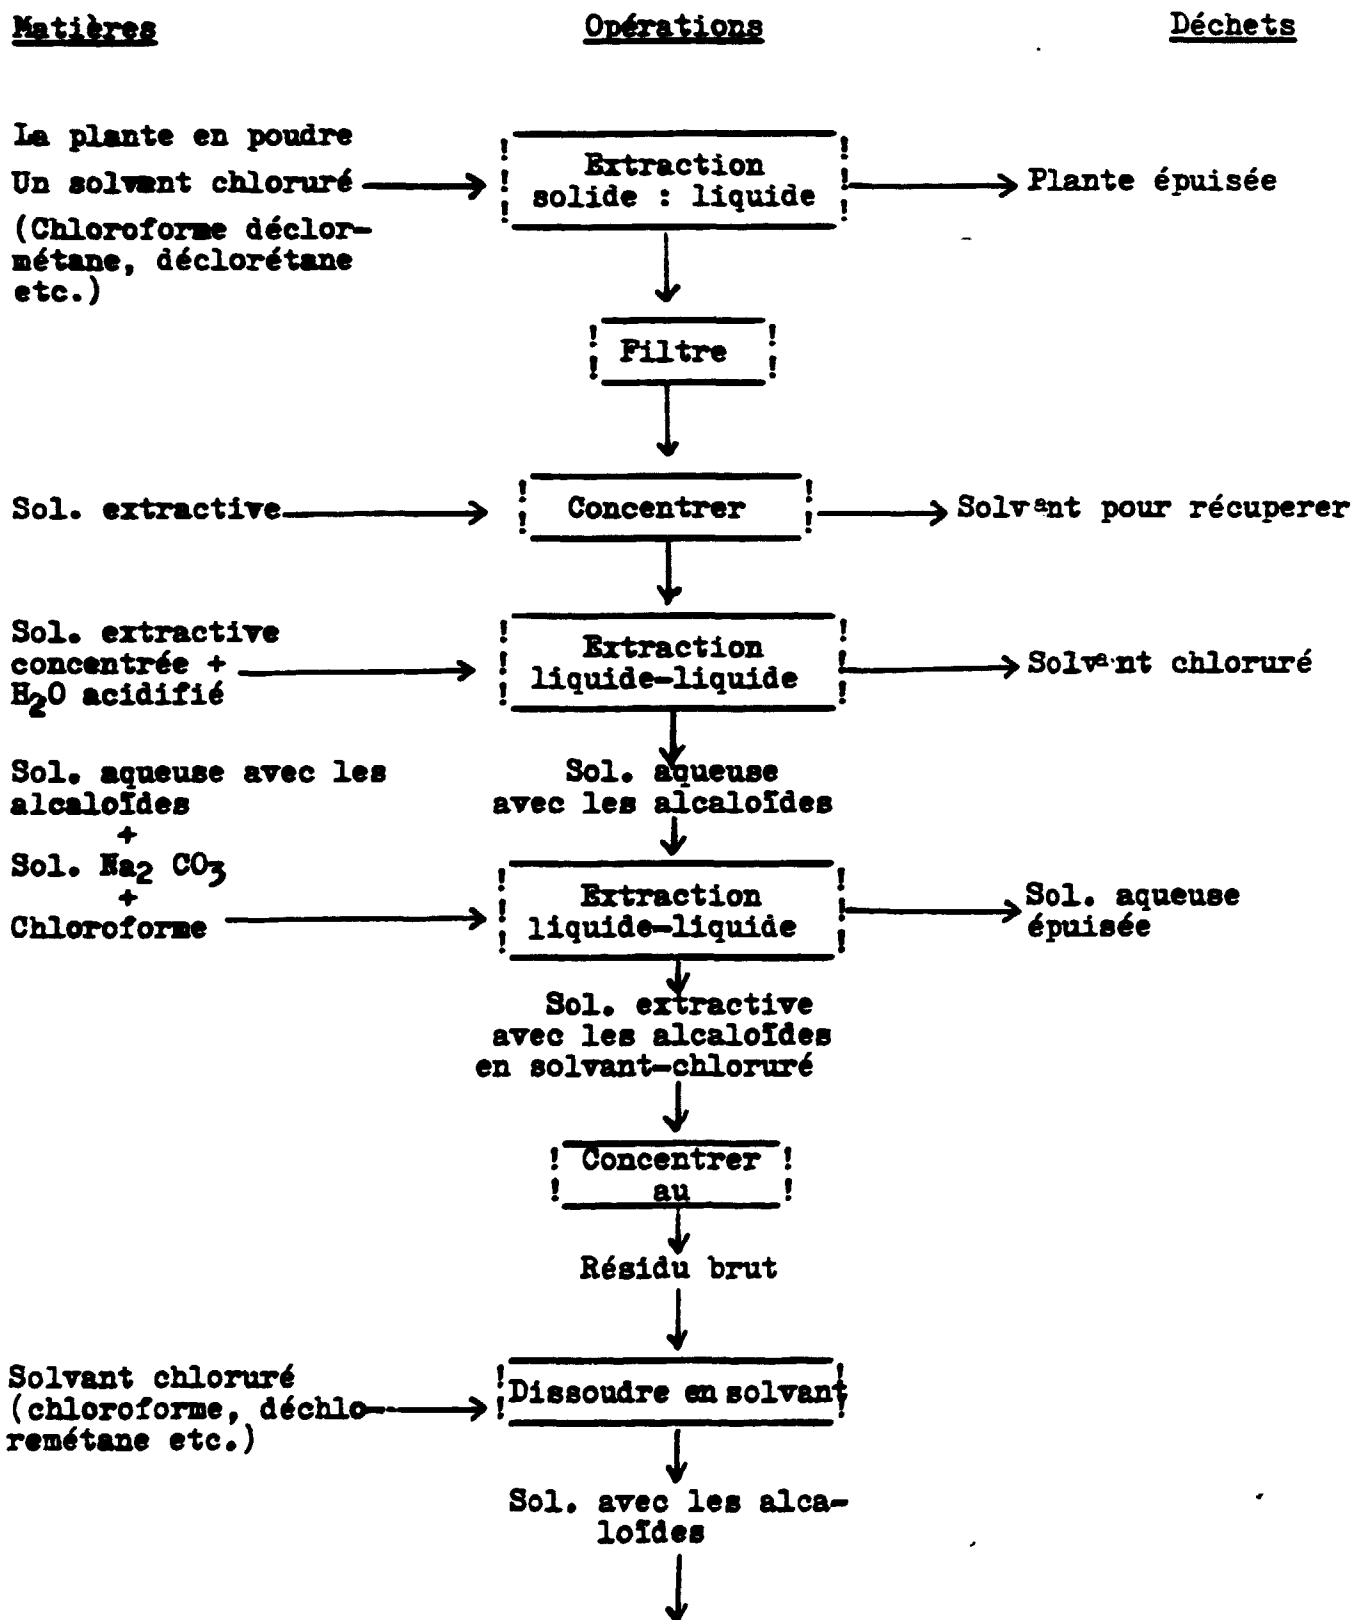 Matières Opérations Déchets
La plante en poudre
Un solvant chloruré
(Chloroforme déclor-
métane, déclorétane
etc.)
Extraction
solide : liquide
Plante épuisée
Filtre
Sol. extractive
Concentrer
Solvant pour récuperer
Sol. extractive
concentrée +
H2O acidifié
Extraction
liquide-liquide
Solvant chloruré
Sol. aqueuse avec les
alcaloïdes
+
Sol. Na2 CO3
+
Chloroforme
Sol. aqueuse
avec les alcaloïdes
Extraction
liquide-liquide
Sol. aqueuse
épuisée
Sol. extractive
avec les alcaloïdes
en solvant-chloruré
Concentrer
au
Résidu brut
Solvant chloruré
(chloroforme, déchlo-
remétane etc.)
Dissoudre en solvant
Sol. avec les alca-
loïdes